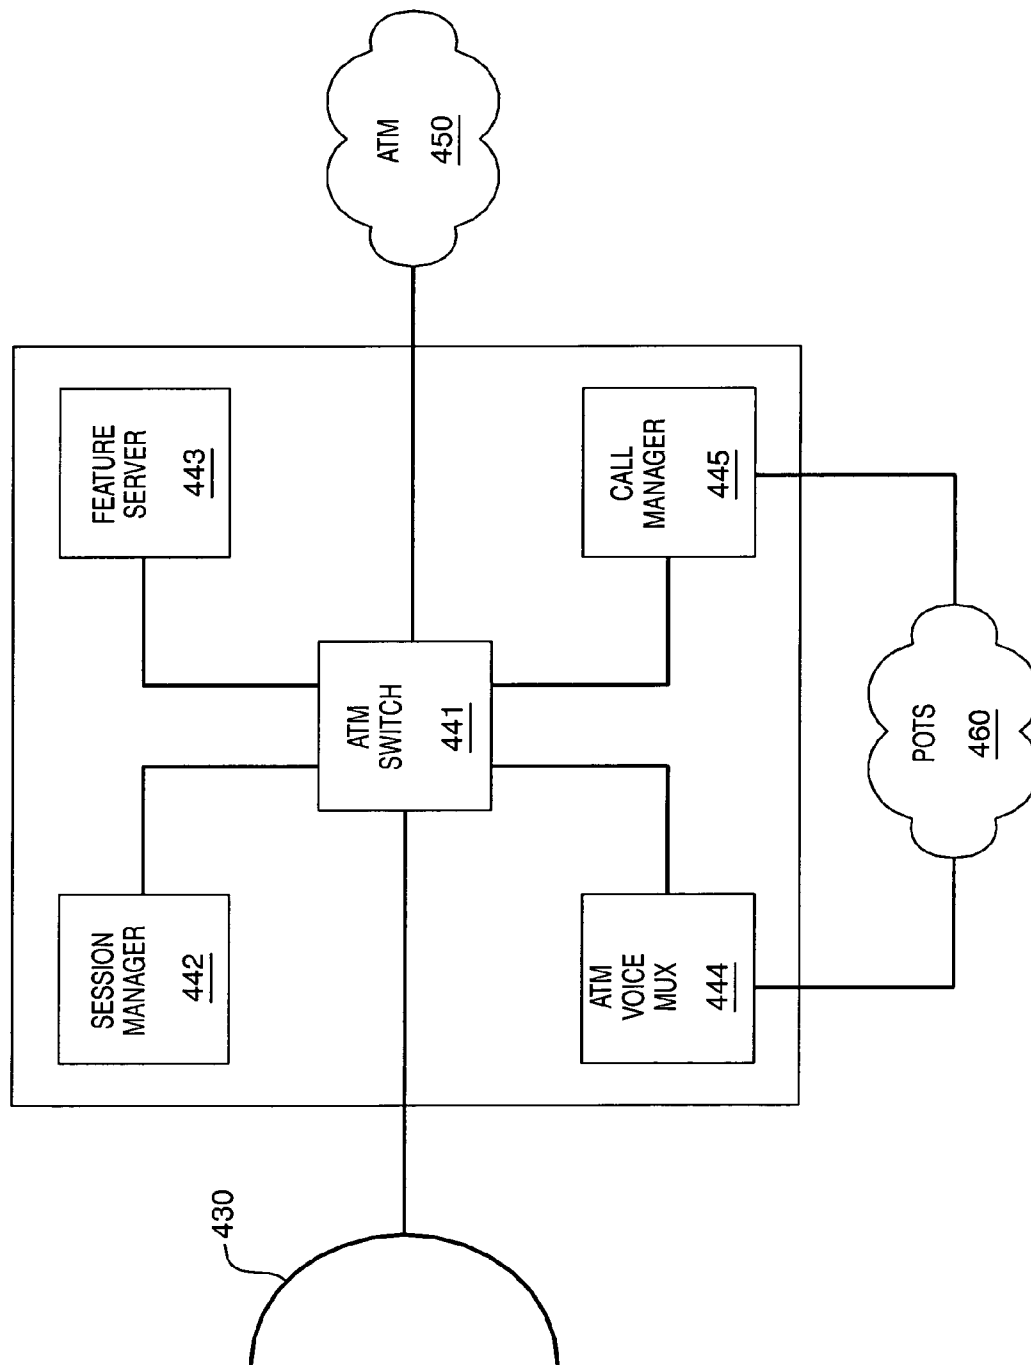 430
SESSION
MANAGER
442
FEATURE
SERVER
443
ATM
SWITCH
441
ATM
450
ATM
VOICE
MUX
444
CALL
MANAGER
445
POTS
460